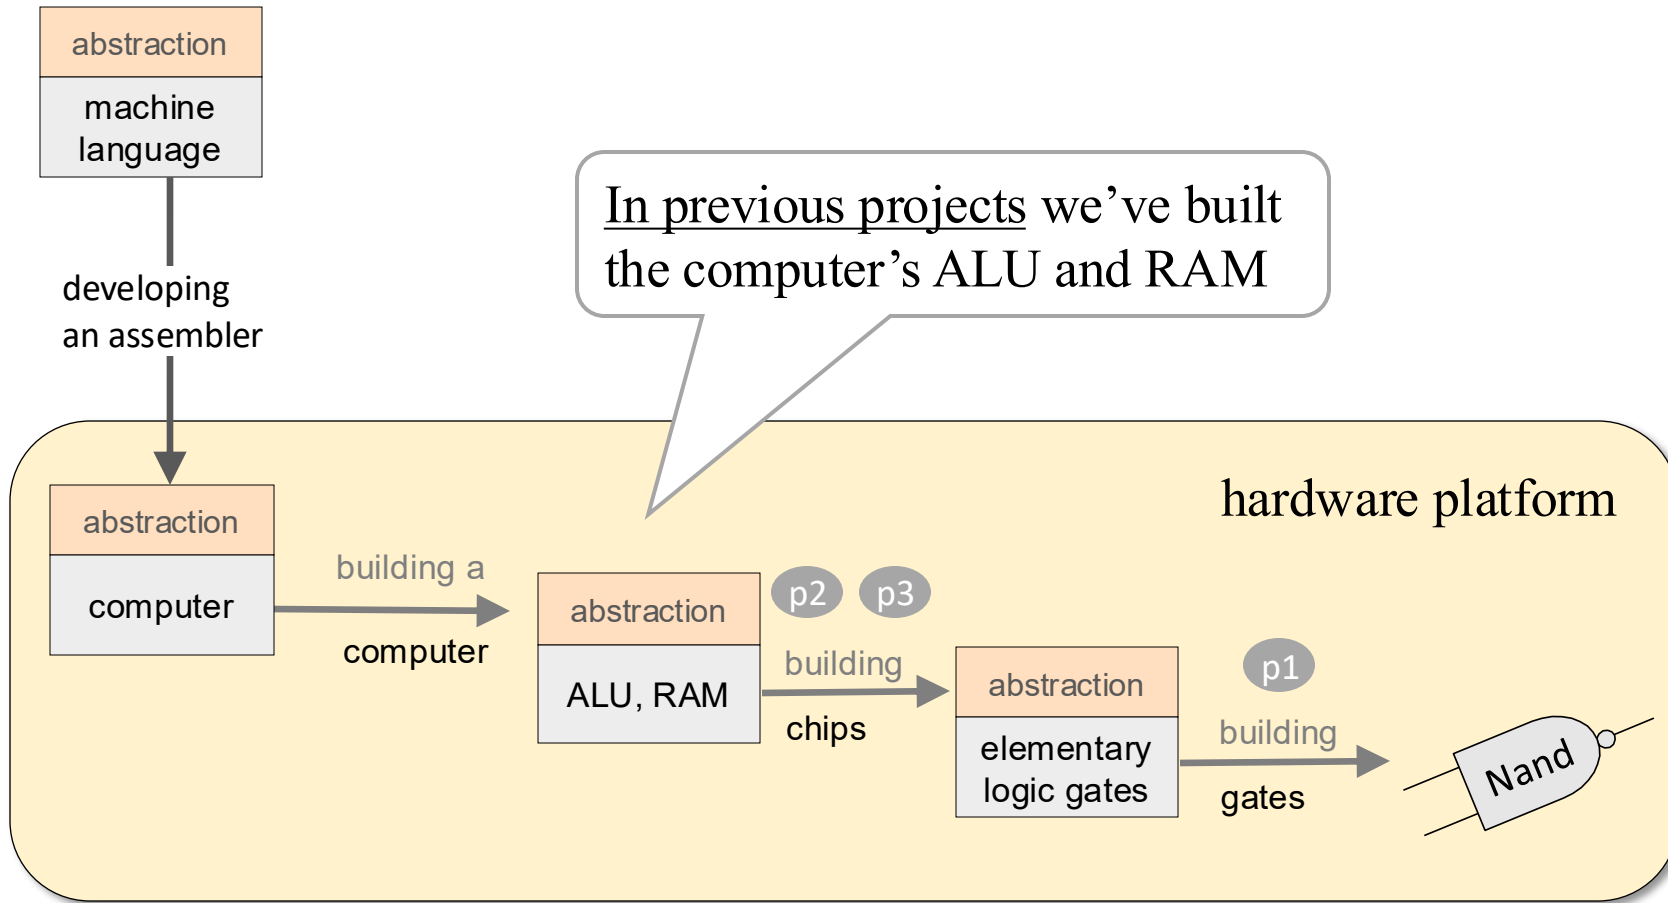 abstraction
machine
language
In previous projects we’ve built
the computer’s ALU and RAM
developing
an assembler
hardware platform
abstraction
computer
building a
computer
abstraction
ALU, RAM
p2 p3
building
chips
abstraction
elementary
logic gates
p1
building
gates
Nand